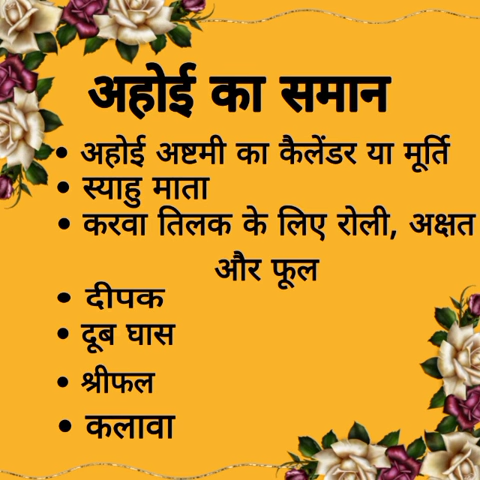 अहोई का समान
• अहोई अष्टमी का कैलेंडर या मूर्ति
• स्याहु माता
• करवा तिलक के लिए रोली, अक्षत
और फूल
• दीपक
• दूब घास
• श्रीफल
• कलावा